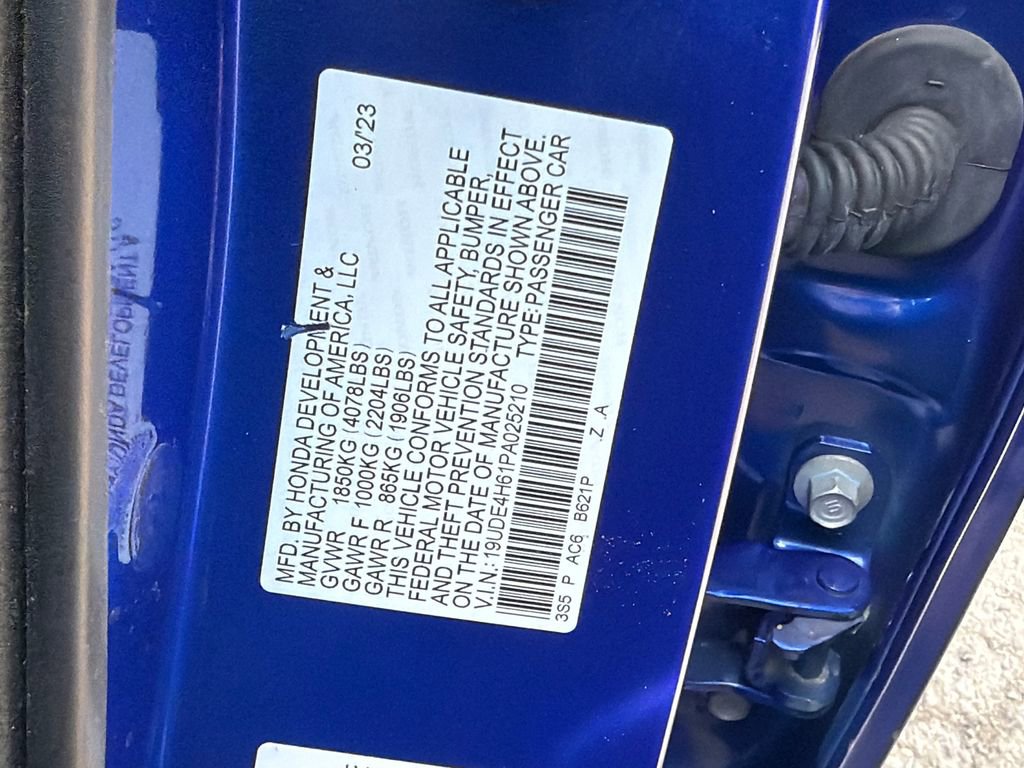 MFD. BY HONDA DEVELOPMENT &
MANUFACTURING OF AMERICA, LLC 03/'23
GVWR 1850KG (4078LBS)
GAWR F 1000KG (2204LBS)
GAWR R 865KG (1906LBS)
THIS VEHICLE CONFORMS TO ALL APPLICABLE
FEDERAL MOTOR VEHICLE SAFETY, BUMPER,
AND THEFT PREVENTION STANDARDS IN EFFECT
ON THE DATE OF MANUFACTURE SHOWN ABOVE.
V.I.N.:19UDE4H61PA025210 TYPE:PASSENGER CAR
3S5 P AC6 B621P -Z .A